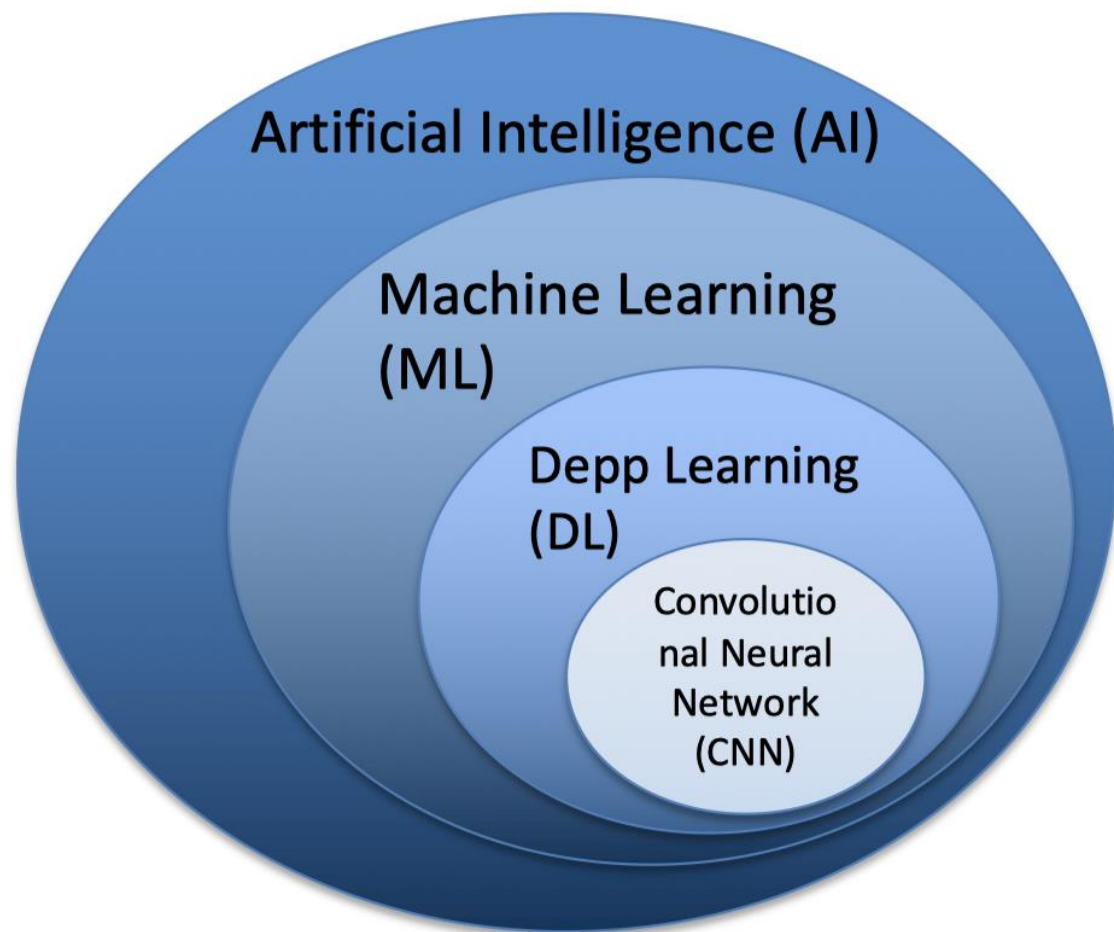 Artificial Intelligence (AI)
Machine Learning
(ML)
Depp Learning
(DL)
Convolutio
nal Neural
Network
(CNN)